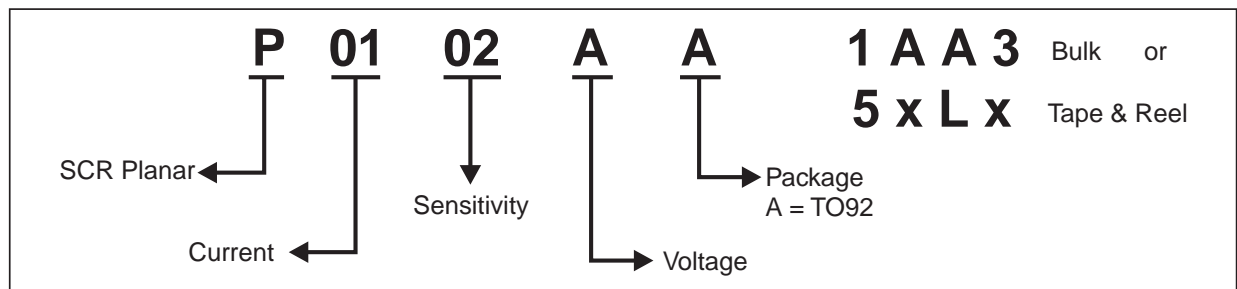 P 01 02 A A 1 A A 3 Bulk or
5 x L x Tape & Reel
SCR Planar
Package
A = TO92
Sensitivity
Current
Voltage